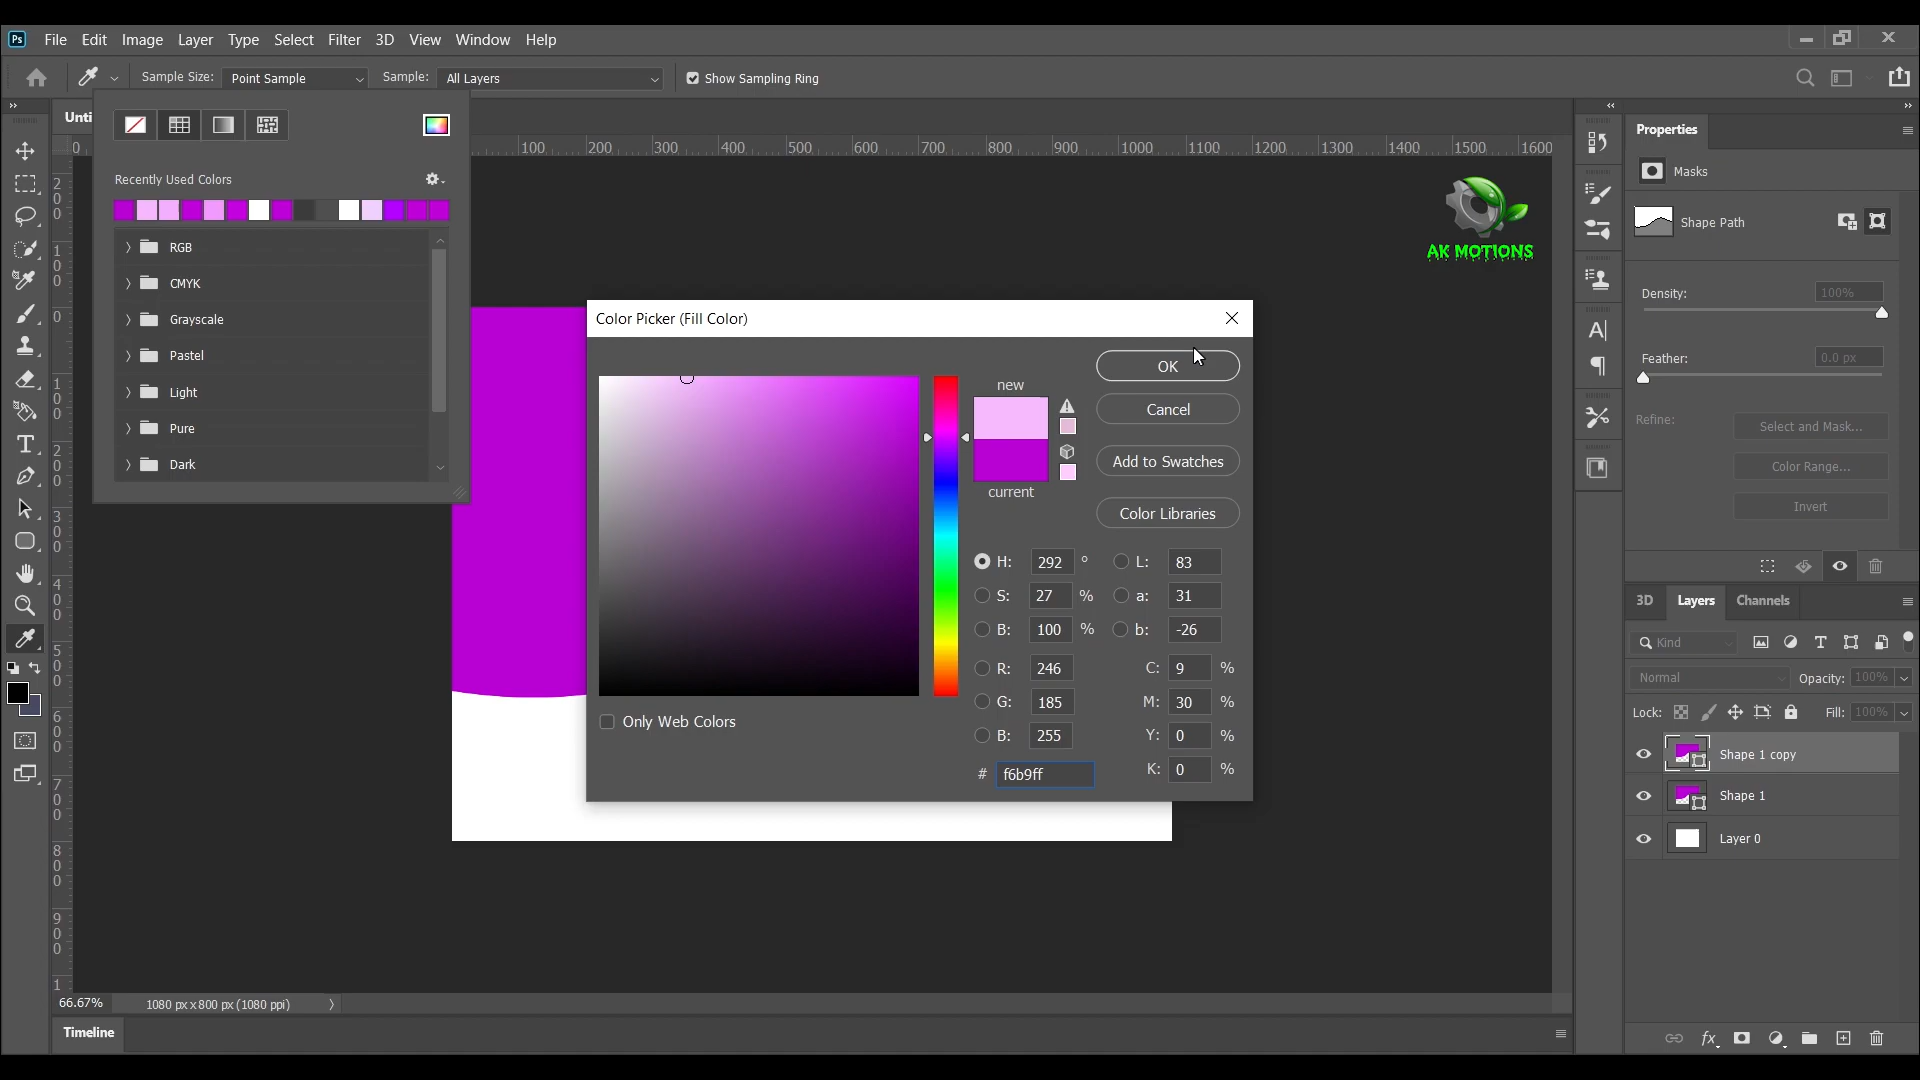 Ps File Edit Image Layer Type Select Filter 3D View Window Help
Sample Size: Point Sample Sample: All Layers Show Sampling Ring
Unti
0 100 200 300 400 500 600 700 800 900 1000 1100 1200 1300 1400 1500 1600
Recently Used Colors
RGB
CMYK
Grayscale
Pastel
Light
Pure
Dark
AK MOTIONS
Color Picker (Fill Color)
new
current
OK
Cancel
Add to Swatches
Color Libraries
H: 292 ° L: 83
S: 27 % a: 31
B: 100 % b: -26
R: 246 C: 9 %
G: 185 M: 30 %
B: 255 Y: 0 %
# f6b9ff K: 0 %
Only Web Colors
Properties
Masks
Shape Path
Density: 100%
Feather: 0.0 px
Refine: Select and Mask...
Color Range...
Invert
3D Layers Channels
Kind
Normal Opacity: 100%
Lock: Fill: 100%
Shape 1 copy
Shape 1
Layer 0
fx
66.67% 1080 px x 800 px (1080 ppi)
Timeline